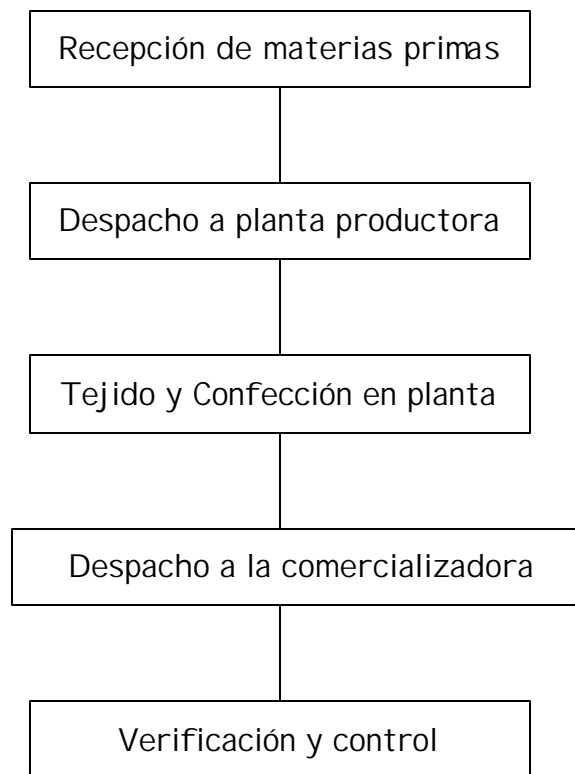 Recepción de materias primas
Despacho a planta productora
Tejido y Confección en planta
Despacho a la comercializadora
Verificación y control